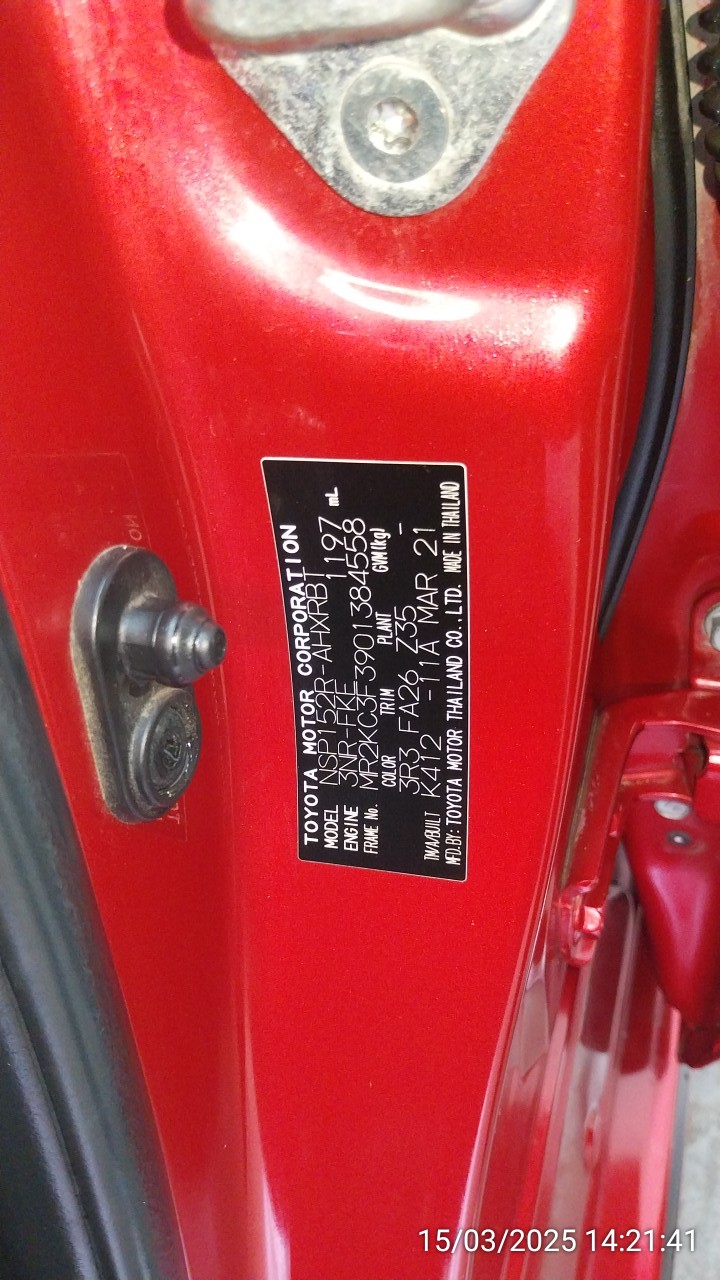 TOYOTA MOTOR CORPORATION
MODEL NSP152R-AHXRBT
ENGINE 3NR-FKE 1197 mL
FRAME No. MR2KC3F3901384558
COLOR TRIM PLANT GVM(kg)
3R3 FA26 Z35 -
TM/A/BUILT K412 -11A MAR 21
MFD.BY: TOYOTA MOTOR THAILAND CO., LTD. MADE IN THAILAND
15/03/2025 14:21:41